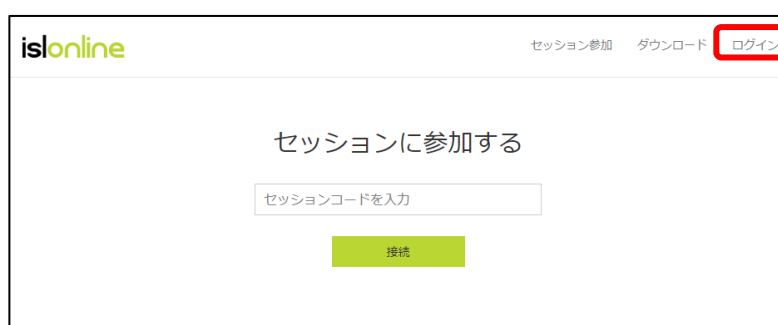 islonline
セッション参加 ダウンロード ログイン
セッションに参加する
セッションコードを入力
接続